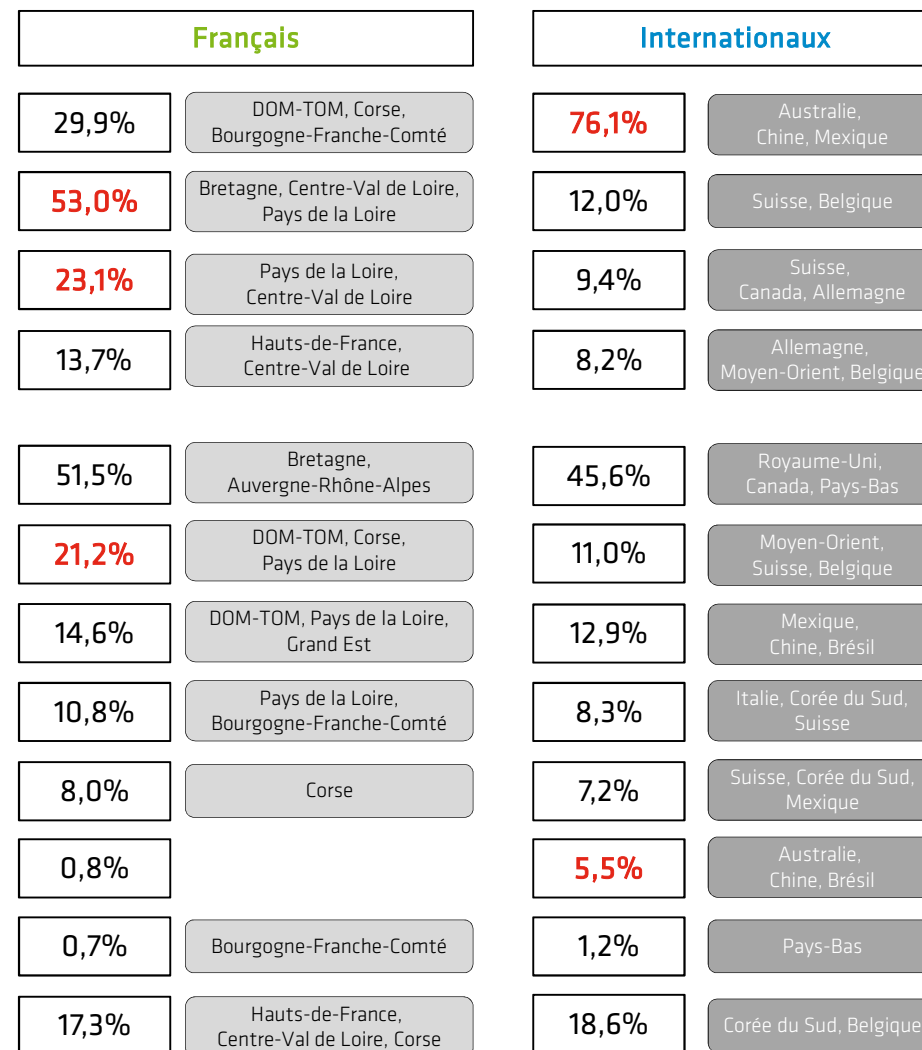 Français
Internationaux
29,9%
DOM-TOM, Corse,
Bourgogne-Franche-Comté
76,1%
Australie,
Chine, Mexique
53,0%
Bretagne, Centre-Val de Loire,
Pays de la Loire
12,0%
Suisse, Belgique
23,1%
Pays de la Loire,
Centre-Val de Loire
9,4%
Suisse,
Canada, Allemagne
13,7%
Hauts-de-France,
Centre-Val de Loire
8,2%
Allemagne,
Moyen-Orient, Belgique
51,5%
Bretagne,
Auvergne-Rhône-Alpes
45,6%
Royaume-Uni,
Canada, Pays-Bas
21,2%
DOM-TOM, Corse,
Pays de la Loire
11,0%
Moyen-Orient,
Suisse, Belgique
14,6%
DOM-TOM, Pays de la Loire,
Grand Est
12,9%
Mexique,
Chine, Brésil
10,8%
Pays de la Loire,
Bourgogne-Franche-Comté
8,3%
Italie, Corée du Sud,
Suisse
8,0%
Corse
7,2%
Suisse, Corée du Sud,
Mexique
0,8%
5,5%
Australie,
Chine, Brésil
0,7%
Bourgogne-Franche-Comté
1,2%
Pays-Bas
17,3%
Hauts-de-France,
Centre-Val de Loire, Corse
18,6%
Corée du Sud, Belgique